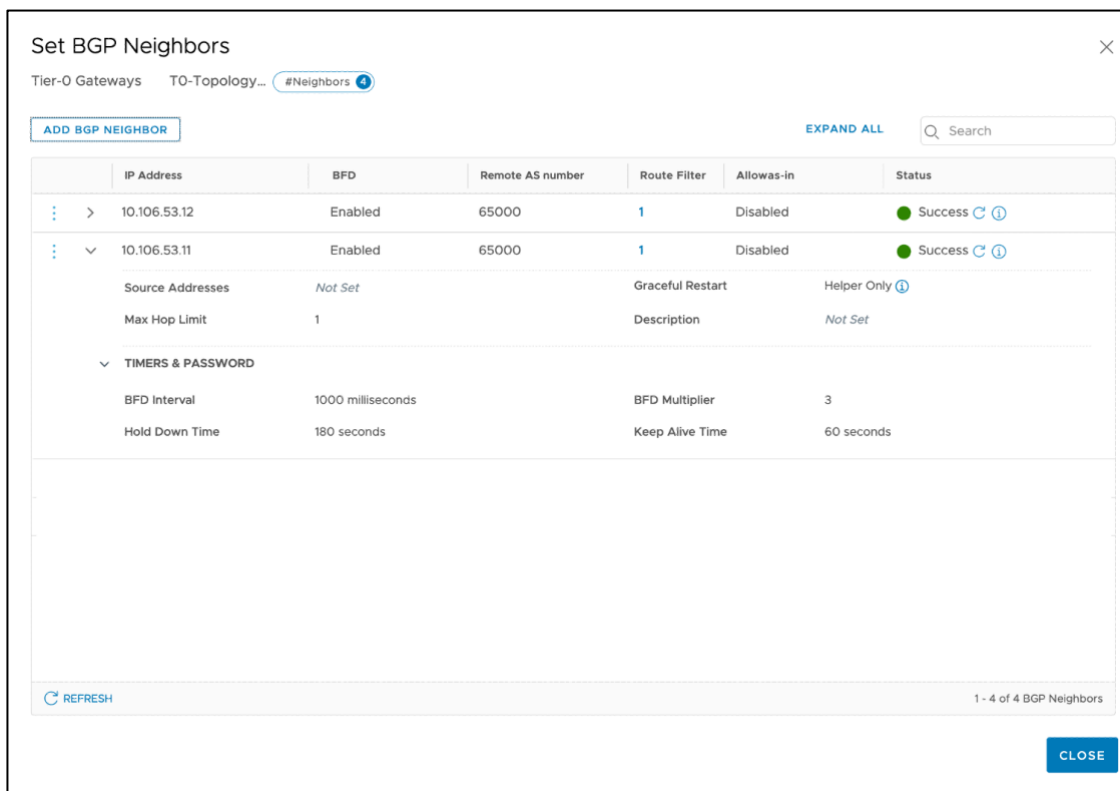 Set BGP Neighbors
Tier-0 Gateways T0-Topology... #Neighbors 4
ADD BGP NEIGHBOR EXPAND ALL Search
IP Address BFD Remote AS number Route Filter Allowas-in Status
10.106.53.12 Enabled 65000 1 Disabled Success
10.106.53.11 Enabled 65000 1 Disabled Success
Source Addresses Not Set Graceful Restart Helper Only
Max Hop Limit 1 Description Not Set
TIMERS & PASSWORD
BFD Interval 1000 milliseconds BFD Multiplier 3
Hold Down Time 180 seconds Keep Alive Time 60 seconds
REFRESH 1 - 4 of 4 BGP Neighbors
CLOSE